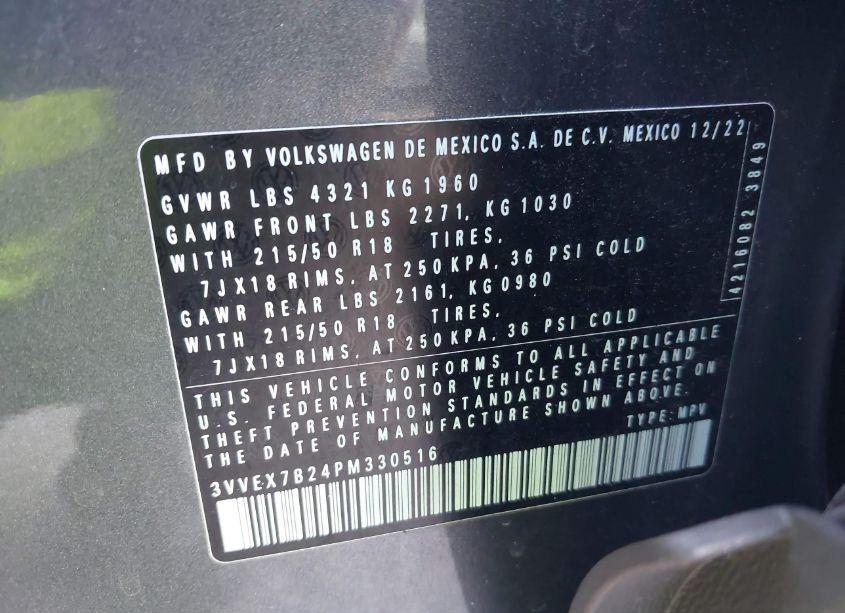 MFD BY VOLKSWAGEN DE MEXICO S.A. DE C.V. MEXICO 12/22
GVWR LBS 4321 KG 1960
GAWR FRONT LBS 2271, KG 1030
WITH 215/50 R18 TIRES,
7JX18 RIMS, AT 250 KPA, 36 PSI COLD
GAWR REAR LBS 2161, KG0980
WITH 215/50 R18 TIRES,
7JX18 RIMS, AT 250 KPA, 36 PSI COLD
THIS VEHICLE CONFORMS TO ALL APPLICABLE
U.S. FEDERAL MOTOR VEHICLE SAFETY AND
THEFT PREVENTION STANDARDS IN EFFECT ON
THE DATE OF MANUFACTURE SHOWN ABOVE.
TYPE: MPV
3VVEX7B24PM330516
4216082 3849